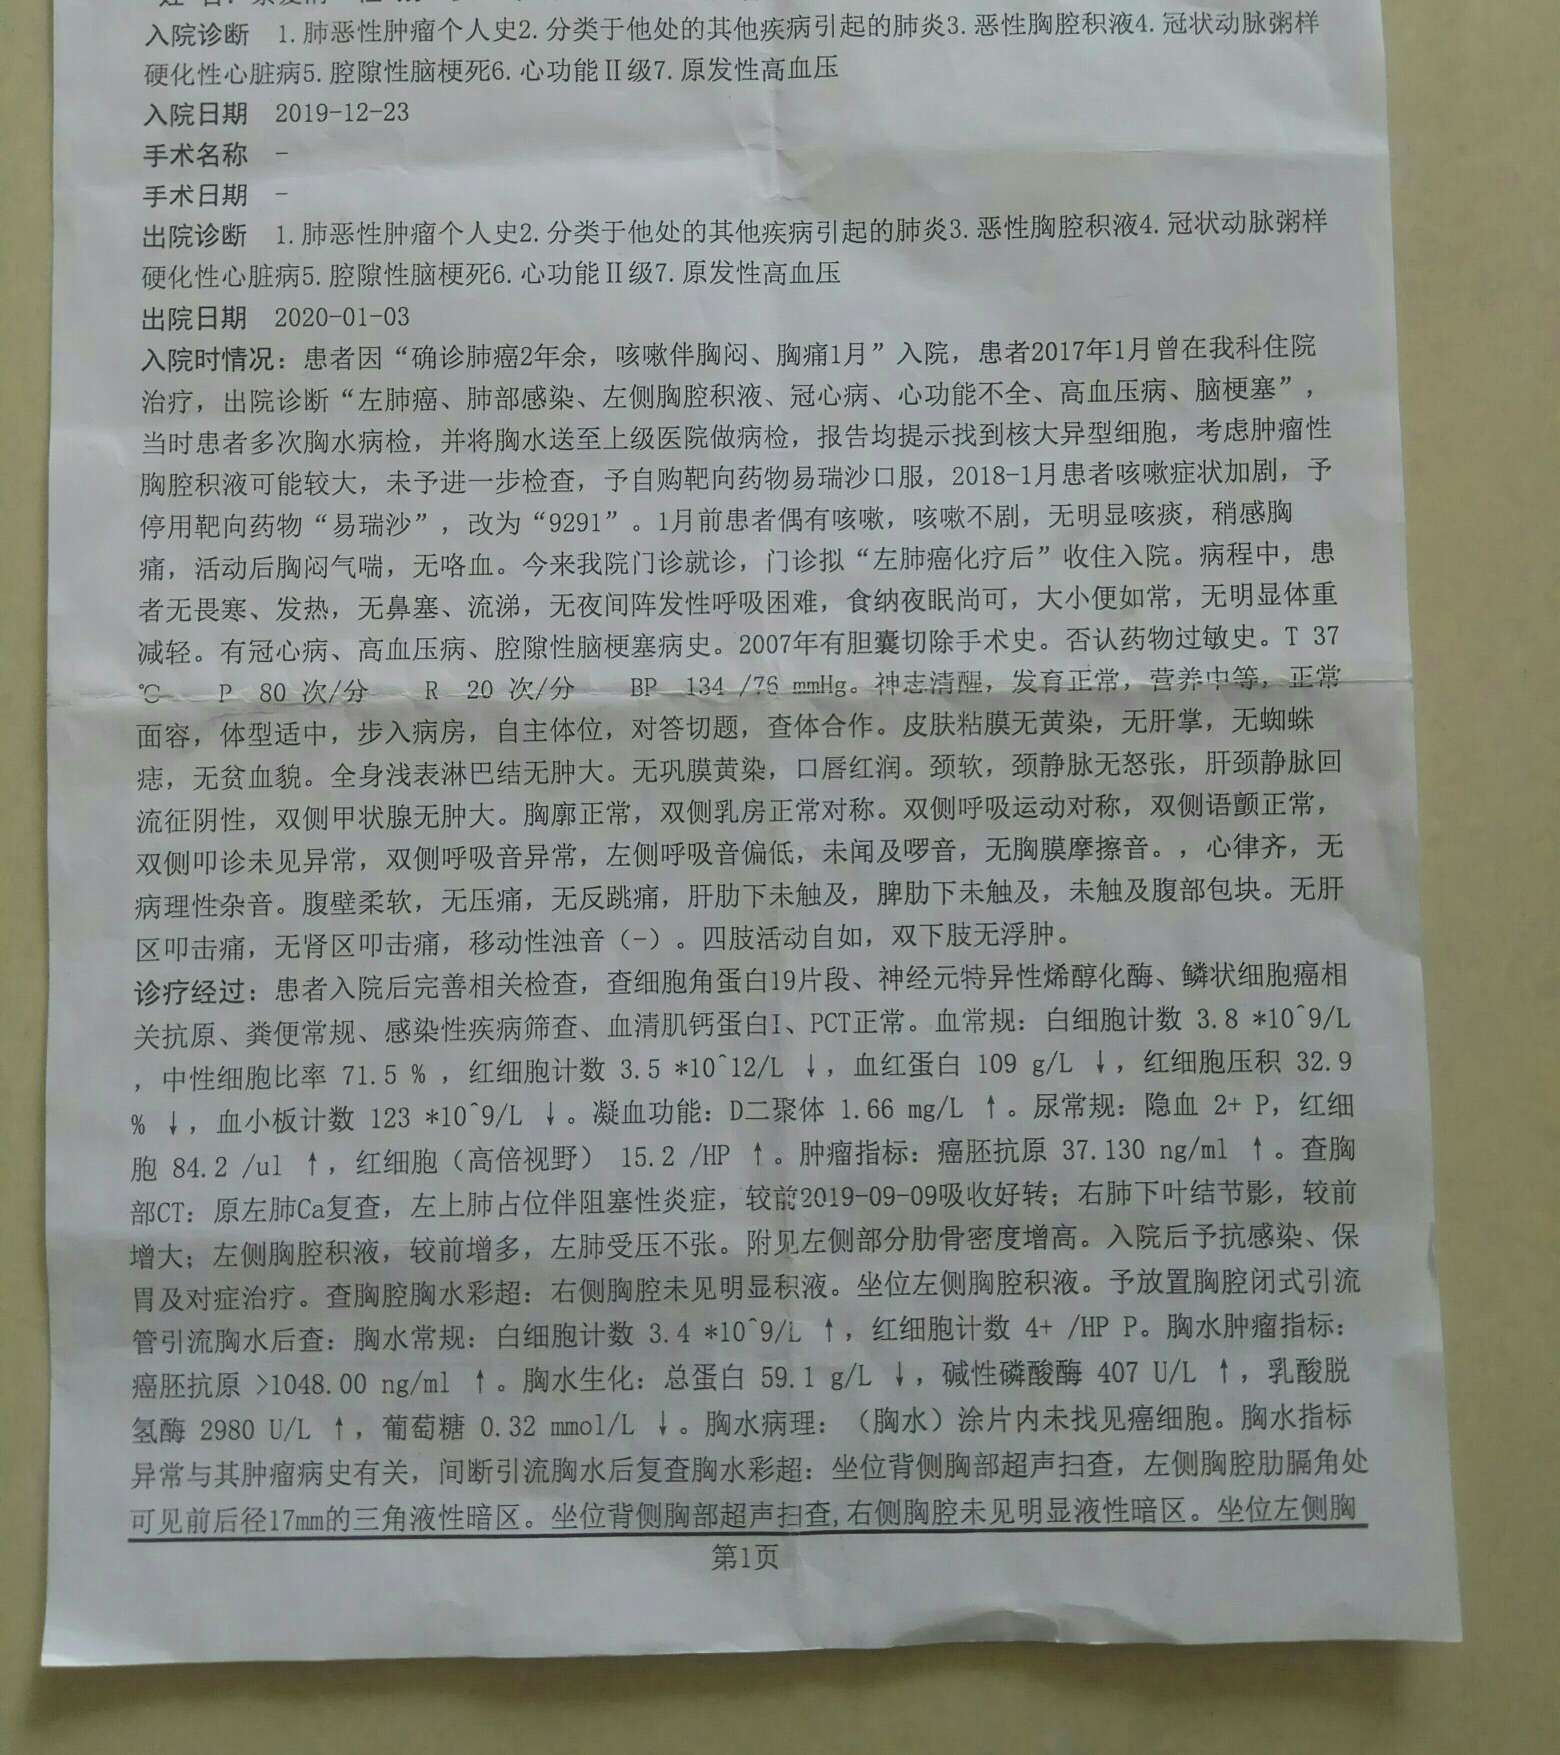 入院诊断 1.肺恶性肿瘤个人史2.分类于他处的其他疾病引起的肺炎3.恶性胸腔积液4.冠状动脉粥样
硬化性心脏病5.腔隙性脑梗死6.心功能Ⅱ级7.原发性高血压
入院日期 2019-12-23
手术名称 -
手术日期 -
出院诊断 1.肺恶性肿瘤个人史2.分类于他处的其他疾病引起的肺炎3.恶性胸腔积液4.冠状动脉粥样
硬化性心脏病5.腔隙性脑梗死6.心功能Ⅱ级7.原发性高血压
出院日期 2020-01-03
入院时情况：患者因“确诊肺癌2年余，咳嗽伴胸闷、胸痛1月”入院，患者2017年1月曾在我科住院
治疗，出院诊断“左肺癌、肺部感染、左侧胸腔积液、冠心病、心功能不全、高血压病、脑梗塞”，
当时患者多次胸水病检，并将胸水送至上级医院做病检，报告均提示找到核大异型细胞，考虑肿瘤性
胸腔积液可能较大，未予进一步检查，予自购靶向药物易瑞沙口服，2018-1月患者咳嗽症状加剧，予
停用靶向药物“易瑞沙”，改为“9291”。1月前患者偶有咳嗽，咳嗽不剧，无明显咳痰，稍感胸
痛，活动后胸闷气喘，无咯血。今来我院门诊就诊，门诊拟“左肺癌化疗后”收住入院。病程中，患
者无畏寒、发热，无鼻塞、流涕，无夜间阵发性呼吸困难，食纳夜眠尚可，大小便如常，无明显体重
减轻。有冠心病、高血压病、腔隙性脑梗塞病史。2007年有胆囊切除手术史。否认药物过敏史。T 37
℃ P 80 次/分 R 20 次/分 BP 134 /76 mmHg。神志清醒，发育正常，营养中等，正常
面容，体型适中，步入病房，自主体位，对答切题，查体合作。皮肤粘膜无黄染，无肝掌，无蜘蛛
痣，无贫血貌。全身浅表淋巴结无肿大。无巩膜黄染，口唇红润。颈软，颈静脉无怒张，肝颈静脉回
流征阴性，双侧甲状腺无肿大。胸廓正常，双侧乳房正常对称。双侧呼吸运动对称，双侧语颤正常，
双侧叩诊未见异常，双侧呼吸音异常，左侧呼吸音偏低，未闻及啰音，无胸膜摩擦音。，心律齐，无
病理性杂音。腹壁柔软，无压痛，无反跳痛，肝肋下未触及，脾肋下未触及，未触及腹部包块。无肝
区叩击痛，无肾区叩击痛，移动性浊音（-）。四肢活动自如，双下肢无浮肿。
诊疗经过：患者入院后完善相关检查，查细胞角蛋白19片段、神经元特异性烯醇化酶、鳞状细胞癌相
关抗原、粪便常规、感染性疾病筛查、血清肌钙蛋白I、PCT正常。血常规：白细胞计数 3.8 *10^9/L
，中性细胞比率 71.5 % ，红细胞计数 3.5 *10^12/L ↓，血红蛋白 109 g/L ↓，红细胞压积 32.9
% ↓，血小板计数 123 *10^9/L ↓。凝血功能：D二聚体 1.66 mg/L ↑。尿常规：隐血 2+ P，红细
胞 84.2 /ul ↑，红细胞（高倍视野） 15.2 /HP ↑。肿瘤指标：癌胚抗原 37.130 ng/ml ↑。查胸
部CT：原左肺Ca复查，左上肺占位伴阻塞性炎症，较前2019-09-09吸收好转；右肺下叶结节影，较前
增大；左侧胸腔积液，较前增多，左肺受压不张。附见左侧部分肋骨密度增高。入院后予抗感染、保
胃及对症治疗。查胸腔胸水彩超：右侧胸腔未见明显积液。坐位左侧胸腔积液。予放置胸腔闭式引流
管引流胸水后查：胸水常规：白细胞计数 3.4 *10^9/L ↑，红细胞计数 4+ /HP P。胸水肿瘤指标：
癌胚抗原 >1048.00 ng/ml ↑。胸水生化：总蛋白 59.1 g/L ↓，碱性磷酸酶 407 U/L ↑，乳酸脱
氢酶 2980 U/L ↑，葡萄糖 0.32 mmol/L ↓。胸水病理：（胸水）涂片内未找见癌细胞。胸水指标
异常与其肿瘤病史有关，间断引流胸水后复查胸水彩超：坐位背侧胸部超声扫查，左侧胸腔肋膈角处
可见前后径17mm的三角液性暗区。坐位背侧胸部超声扫查,右侧胸腔未见明显液性暗区。坐位左侧胸
第1页